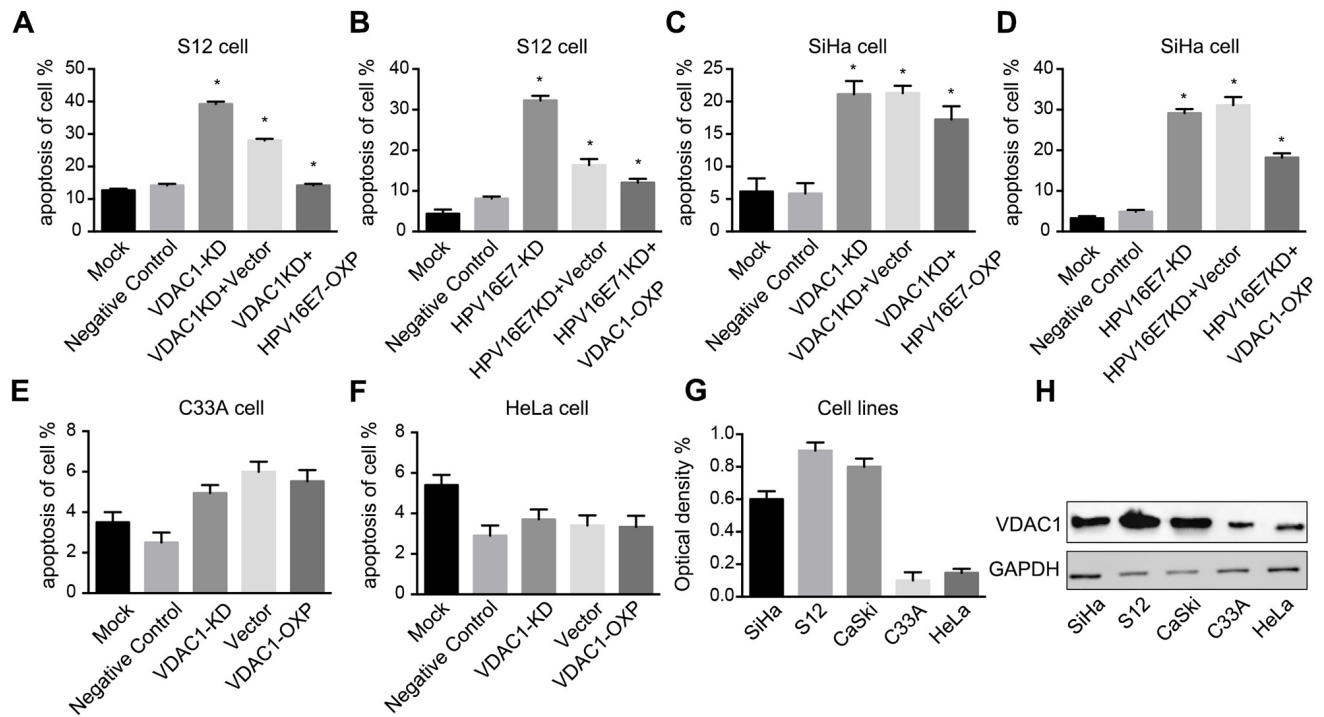 A
S12 cell
apoptosis of cell %
50
40
30
20
10
0
*
*
*
Mock
Negative Control
VDAC1-KD
VDAC1KD+Vector
VDAC1KD+
HPV16E7-OXP
B
S12 cell
apoptosis of cell %
40
30
20
10
0
*
*
*
Mock
Negative Control
HPV16E7-KD
HPV16E7KD+Vector
HPV16E71KD+
VDAC1-OXP
C
SiHa cell
apoptosis of cell %
25
20
15
10
5
0
*
*
*
Mock
Negative Control
VDAC1-KD
VDAC1KD+Vector
VDAC1KD+
HPV16E7-OXP
D
SiHa cell
apoptosis of cell %
40
30
20
10
0
*
*
*
Mock
Negative Control
HPV16E7-KD
HPV16E7KD+Vector
HPV16E7KD+
VDAC1-OXP
E
C33A cell
apoptosis of cell %
8
6
4
2
0
Mock
Negative Control
VDAC1-KD
Vector
VDAC1-OXP
F
HeLa cell
apoptosis of cell %
8
6
4
2
0
Mock
Negative Control
VDAC1-KD
Vector
VDAC1-OXP
G
Cell lines
Optical density %
1.0
0.8
0.6
0.4
0.2
0.0
SiHa
S12
CaSki
C33A
HeLa
H
VDAC1
GAPDH
SiHa
S12
CaSki
C33A
HeLa